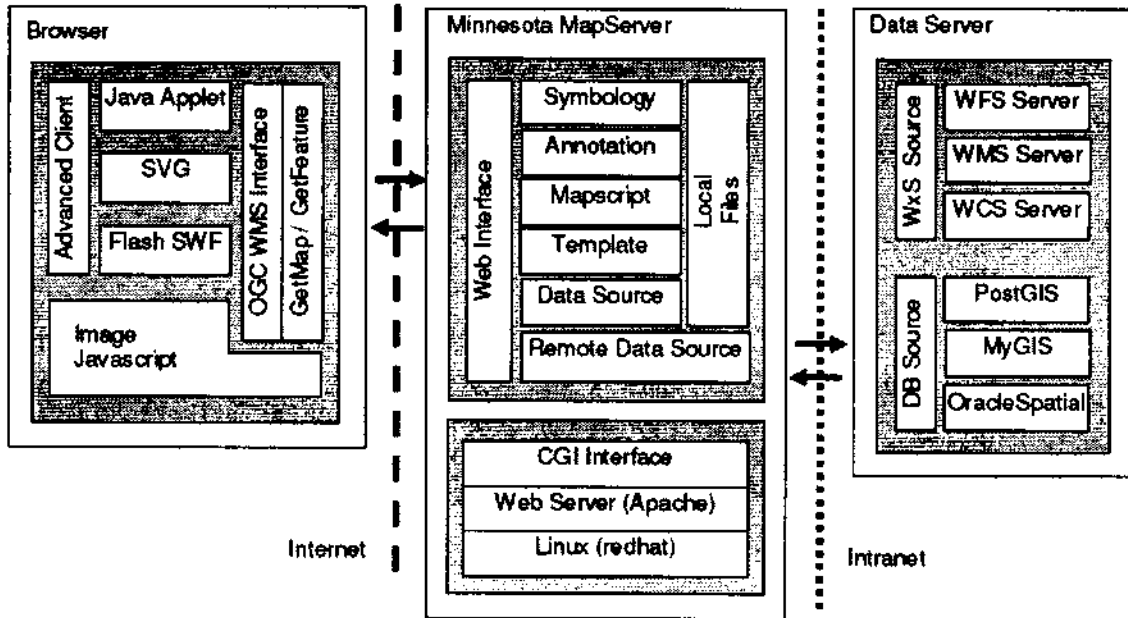 Browser
Advanced Client
Java Applet
SVG
Flash SWF
OGC WMS Interface
GetMap / GetFeature
Image
Javascript
Internet
Minnesota MapServer
Web Interface
Symbology
Annotation
Mapscript
Template
Data Source
Remote Data Source
Local
Files
CGI Interface
Web Server (Apache)
Linux (redhat)
Data Server
WxS Source
WFS Server
WMS Server
WCS Server
DB Source
PostGIS
MyGIS
OracleSpatial
Intranet